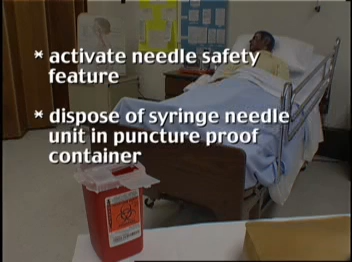 * activate needle safety
feature
* dispose of syringe needle
unit in puncture proof
container